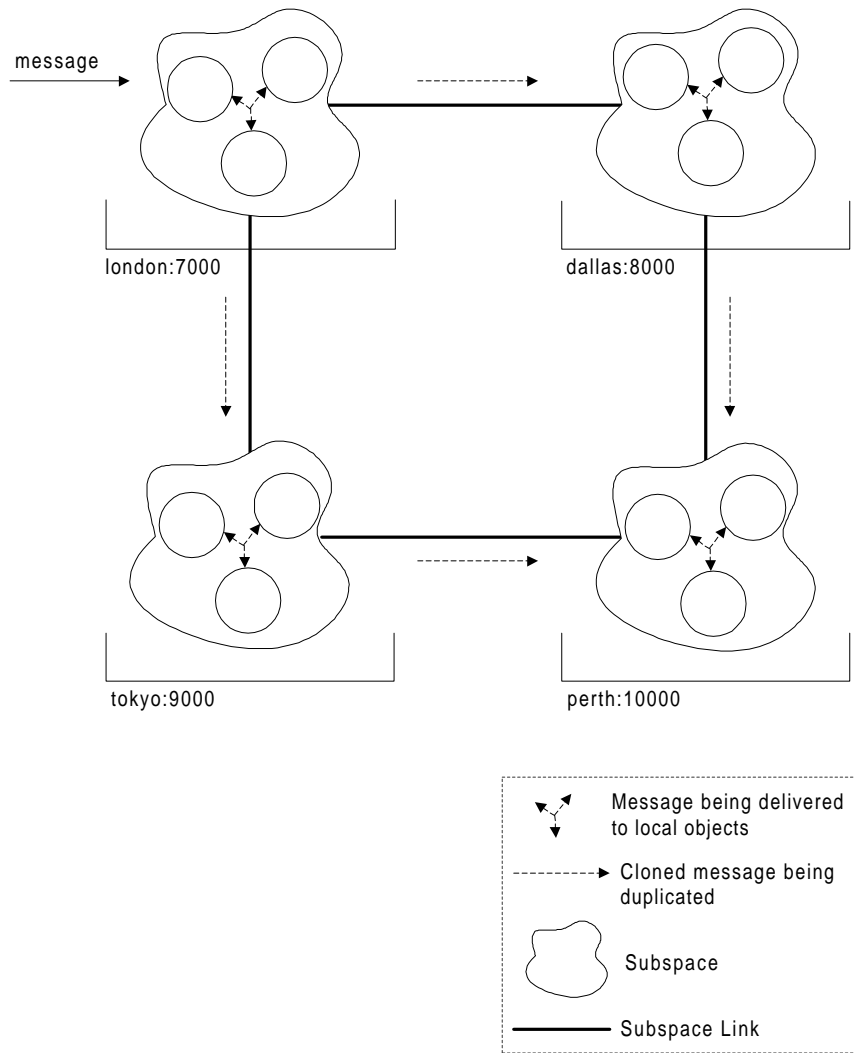 message
london:7000
dallas:8000
tokyo:9000
perth:10000
Message being delivered
to local objects
Cloned message being
duplicated
Subspace
Subspace Link